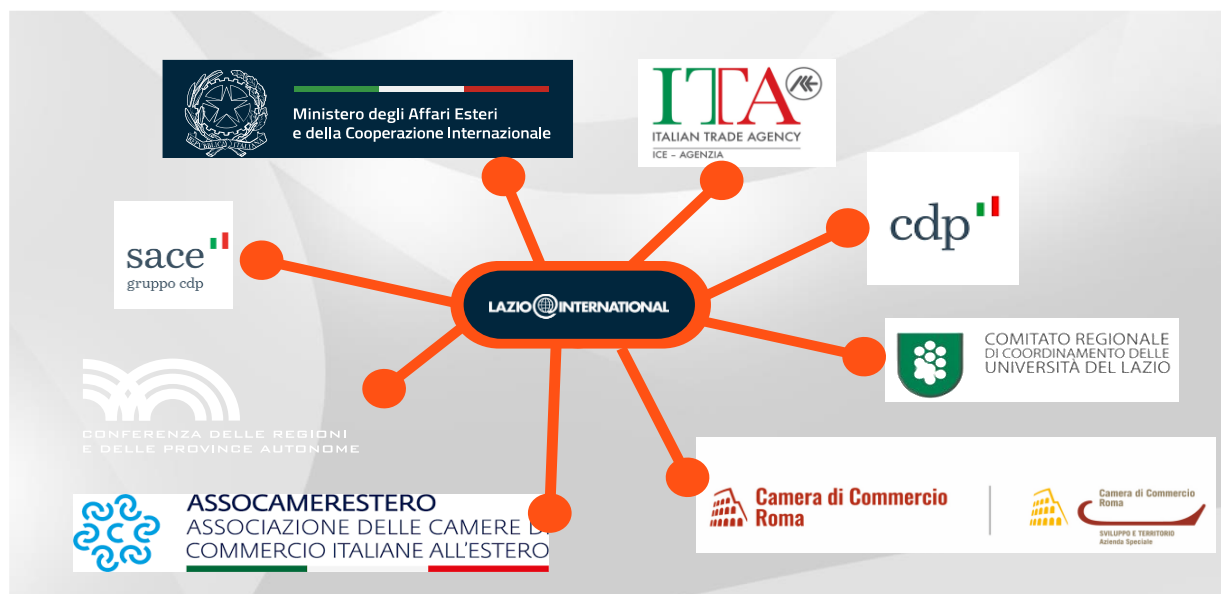 Ministero degli Affari Esteri
e della Cooperazione Internazionale
REPVBBLICA ITALIANA
ITA
ITALIAN TRADE AGENCY
ICE – AGENZIA
cdp
sace
gruppo cdp
LAZIO@INTERNATIONAL
COMITATO REGIONALE
DI COORDINAMENTO DELLE
UNIVERSITÀ DEL LAZIO
CONFERENZA DELLE REGIONI
E DELLE PROVINCE AUTONOME
Camera di Commercio
Roma
Camera di Commercio
Roma
SVILUPPO E TERRITORIO
Azienda Speciale
C
ASSOCAMERESTERO
ASSOCIAZIONE DELLE CAMERE DI
COMMERCIO ITALIANE ALL'ESTERO